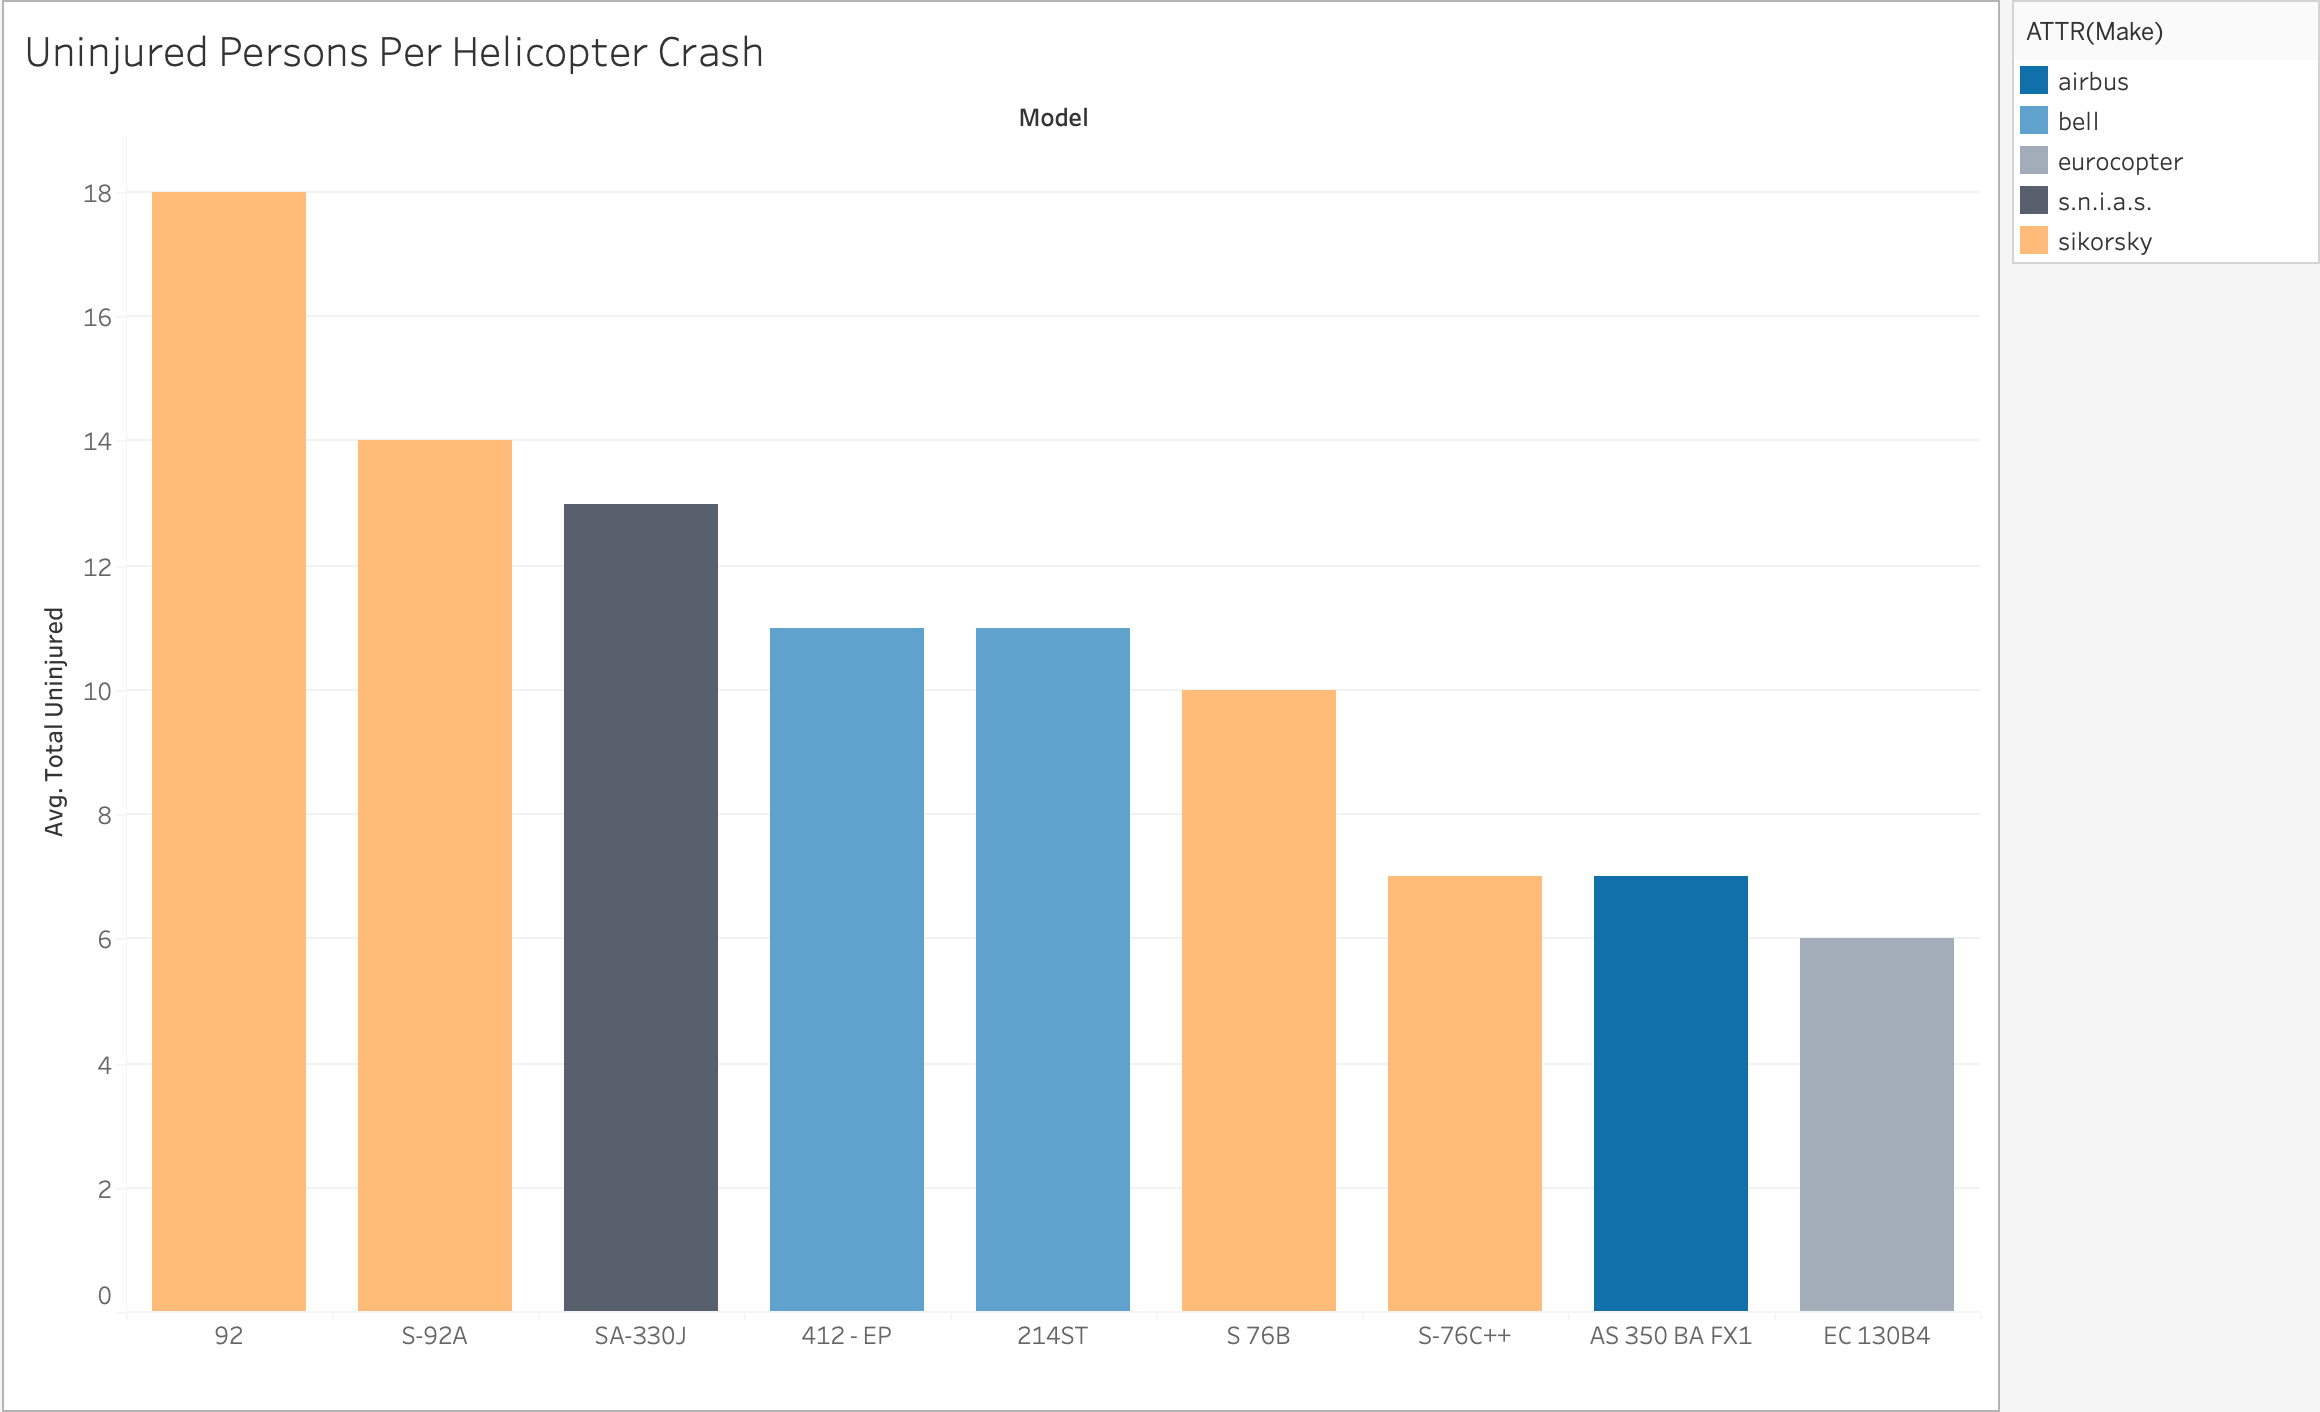 Uninjured Persons Per Helicopter Crash
Model
Avg. Total Uninjured
18
16
14
12
10
8
6
4
2
0
92
S-92A
SA-330J
412 - EP
214ST
S 76B
S-76C++
AS 350 BA FX1
EC 130B4
ATTR(Make)
airbus
bell
eurocopter
s.n.i.a.s.
sikorsky